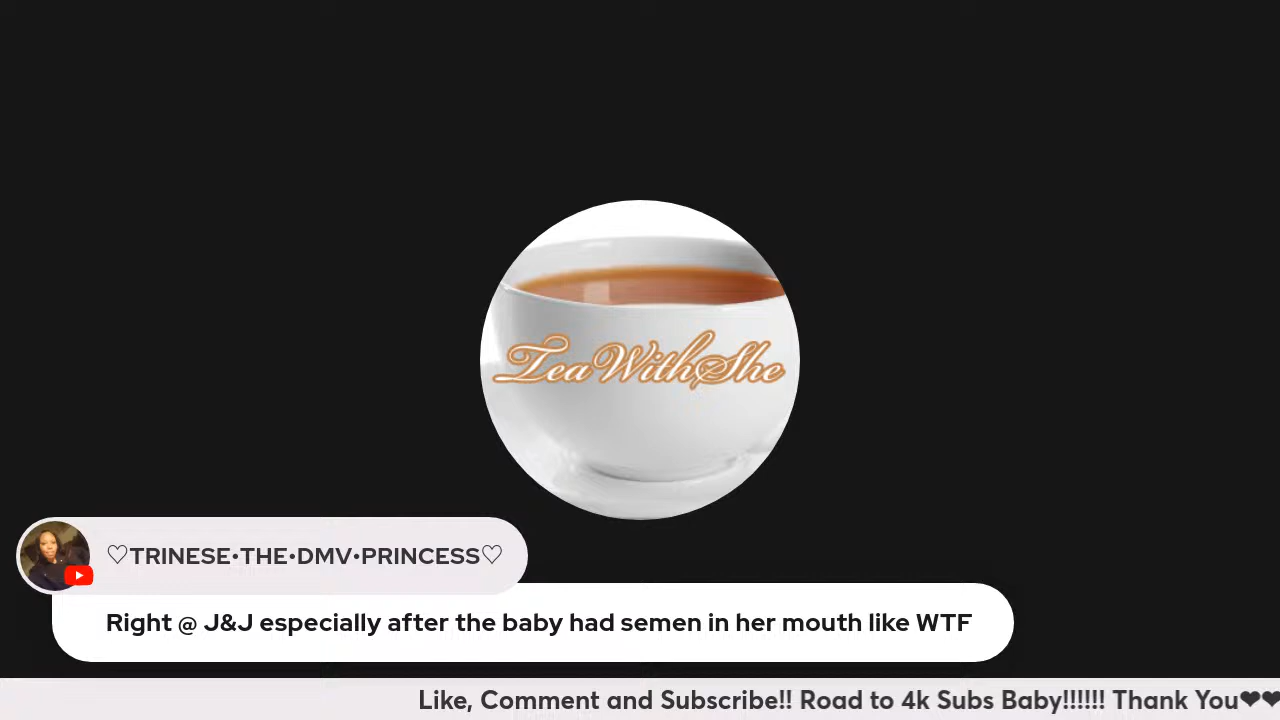 TeaWithShe
♡TRINESE•THE•DMV•PRINCESS♡
Right @ J&J especially after the baby had semen in her mouth like WTF
Like, Comment and Subscribe!! Road to 4k Subs Baby!!!!!! Thank You❤❤